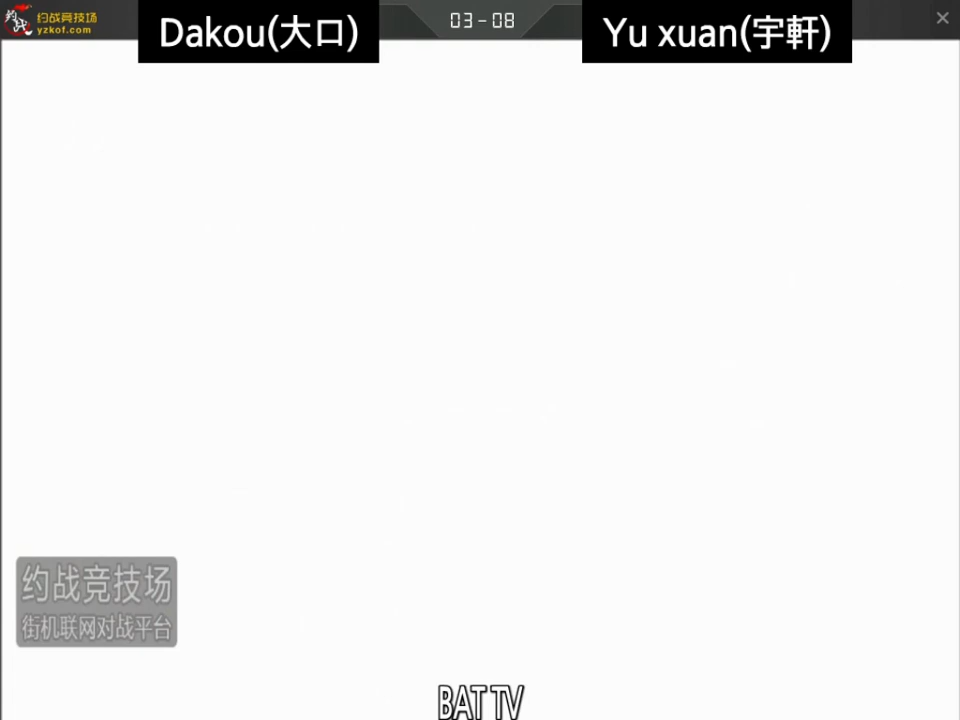 约战竞技场
yzkof.com
Dakou(大口)
03-08
Yu xuan(宇軒)
约战竞技场
街机联网对战平台
BAT TV